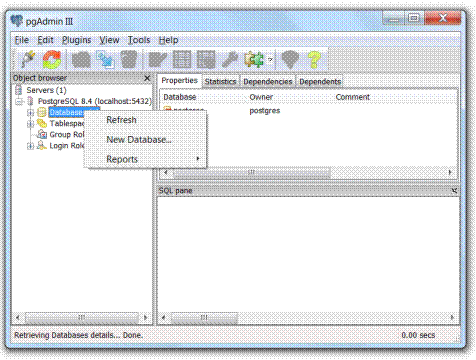 pgAdmin III
File Edit Plugins View Tools Help
Object browser
Properties Statistics Dependencies Dependents
Servers (1)
PostgreSQL 8.4 (localhost:5432)
Databases
Tablespac
Group Rol
Login Role
Database Owner Comment
postgres postgres
Refresh
New Database...
Reports
SQL pane
Retrieving Databases details... Done.
0.00 secs